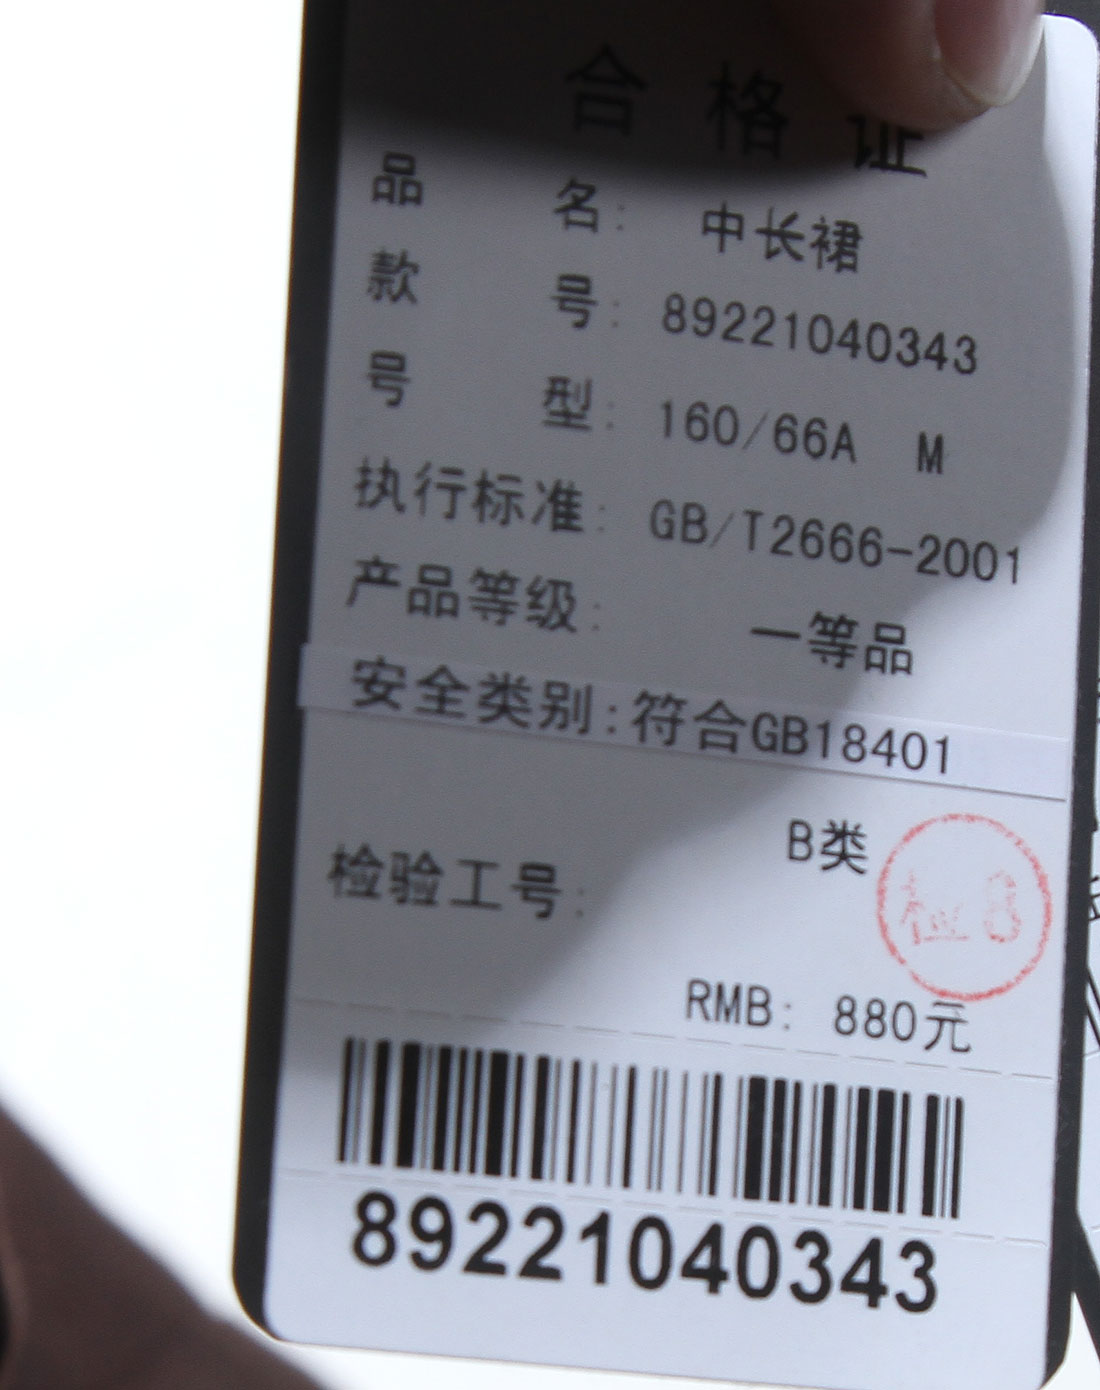 合格证
品名: 中长裙
款号: 89221040343
号型: 160/66A M
执行标准: GB/T2666-2001
产品等级: 一等品
安全类别:符合GB18401
B类
检验工号:
检 8
RMB: 880元
89221040343